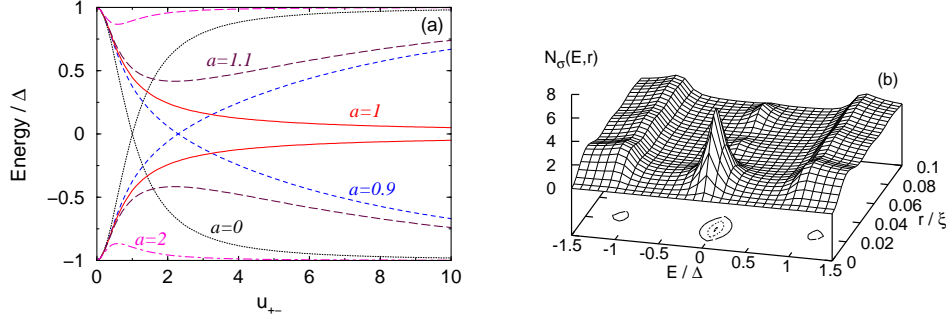 (a)
Energy / Δ
1
0.5
0
−0.5
−1
a=1.1
a=1
a=0.9
a=0
a=2
0 2 4 6 8 10
u+−
Nσ(E,r)
(b)
8
6
4
2
0
-1.5 -1 -0.5 0 0.5 1 1.5
E / Δ
0 0.02 0.04 0.06 0.08 0.1
r / ξ